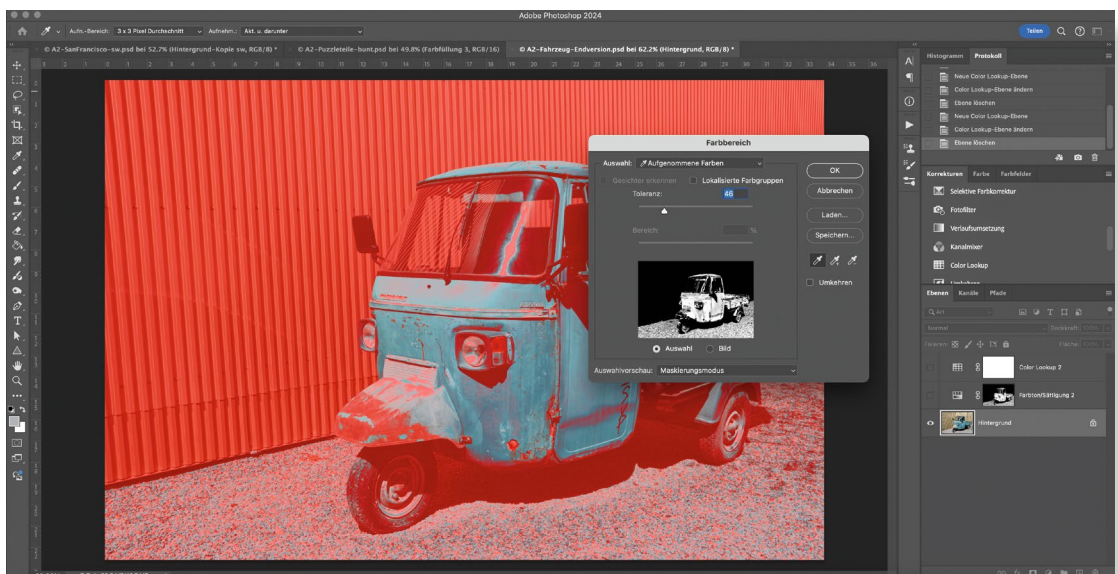 Adobe Photoshop 2024
Aufn.-Bereich: 3 x 3 Pixel Durchschnitt Aufnehm.: Akt. u. darunter Teilen
© A2-SanFrancisco-sw.psd bei 52.7% (Hintergrund-Kopie sw, RGB/8) * © A2-Puzzleteile-bunt.psd bei 49.8% (Farbfüllung 3, RGB/16) © A2-Fahrzeug-Endversion.psd bei 62.2% (Hintergrund, RGB/8) *
Histogramm Protokoll
Neue Color Lookup-Ebene
Color Lookup-Ebene ändern
Ebene löschen
Neue Color Lookup-Ebene
Color Lookup-Ebene ändern
Ebene löschen
Farbbereich
Auswahl: Aufgenommene Farben
Gesichter erkennen Lokalisierte Farbgruppen
Toleranz: 46
Bereich: %
OK
Abbrechen
Laden...
Speichern...
Umkehren
Auswahl Bild
Auswahlvorschau: Maskierungsmodus
Korrekturen Farbe Farbfelder
Selektive Farbkorrektur
Fotofilter
Verlaufsumsetzung
Kanalmixer
Color Lookup
Ebenen Kanäle Pfade
Art
Normal Deckkraft: 100%
Fixieren: Fläche: 100%
Color Lookup 2
Farbton/Sättigung 2
Hintergrund